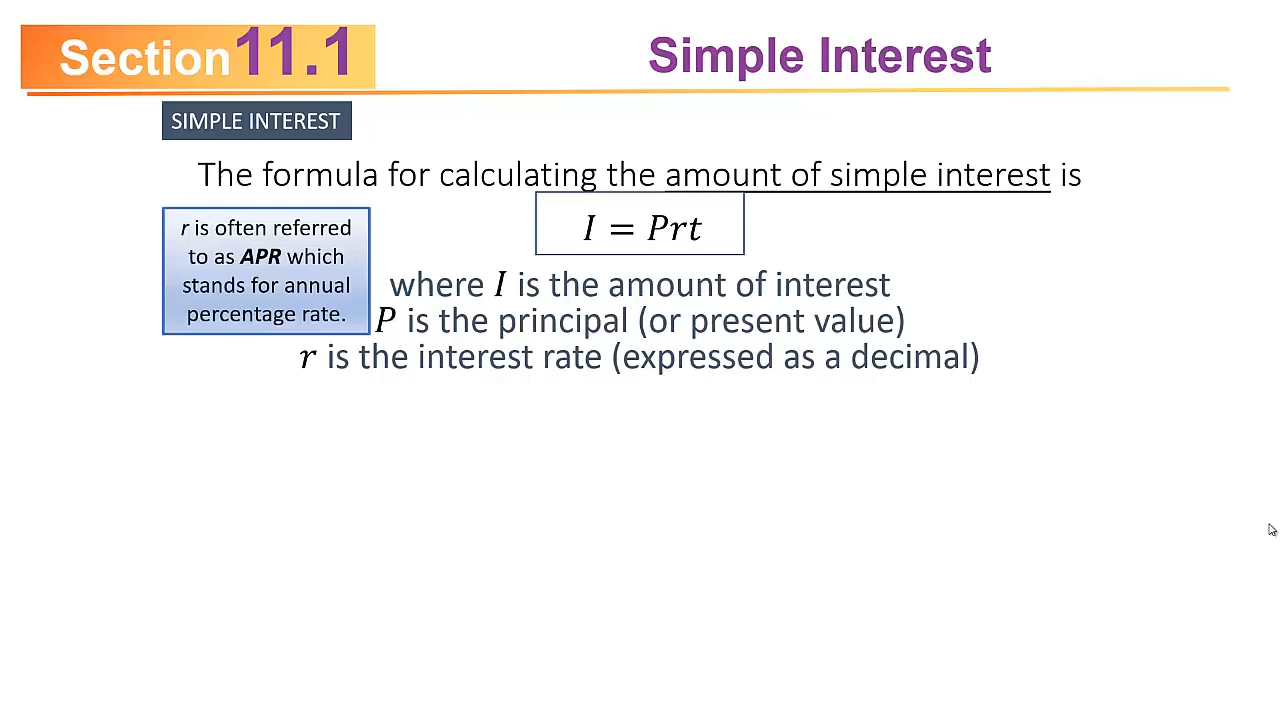 Section 11.1
Simple Interest
SIMPLE INTEREST
The formula for calculating the amount of simple interest is
I = Prt
r is often referred
to as APR which
stands for annual
percentage rate.
where I is the amount of interest
P is the principal (or present value)
r is the interest rate (expressed as a decimal)